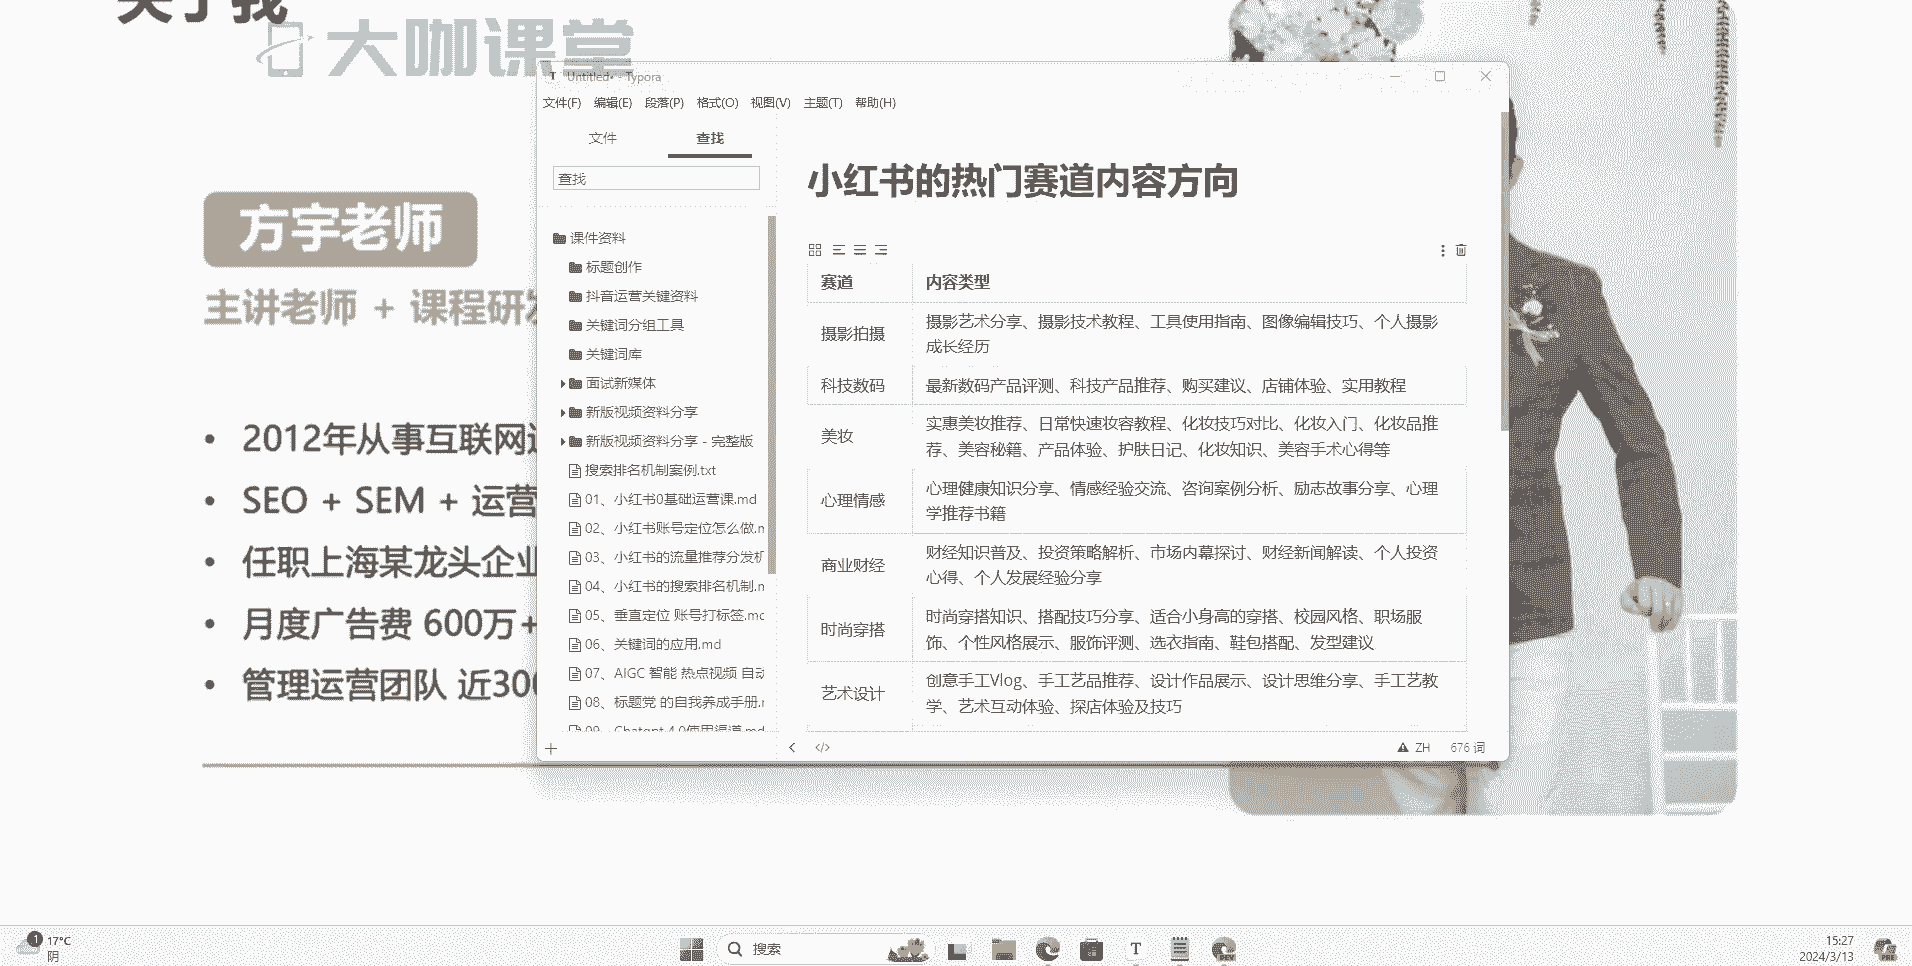 关于我
大咖课堂
方宇老师
主讲老师 + 课程研发
2012年从事互联网
SEO + SEM + 运营
任职上海某龙头企业
月度广告费 600万+
管理运营团队 近300
Untitled• - Typora
文件(F) 编辑(E) 段落(P) 格式(O) 视图(V) 主题(T) 帮助(H)
文件 查找
查找
课件资料
标题创作
抖音运营关键资料
关键词分组工具
关键词库
面试新媒体
新版视频资料分享
新版视频资料分享 - 完整版
搜索排名机制案例.txt
01、小红书0基础运营课.md
02、小红书账号定位怎么做.m
03、小红书的流量推荐分发机
04、小红书的搜索排名机制.m
05、垂直定位 账号打标签.mc
06、关键词的应用.md
07、AIGC 智能 热点视频 自动
08、标题党 的自我养成手册.r
09、Chatgpt 4.0使用渠道.md
小红书的热门赛道内容方向
赛道 内容类型
摄影拍摄 摄影艺术分享、摄影技术教程、工具使用指南、图像编辑技巧、个人摄影
成长经历
科技数码 最新数码产品评测、科技产品推荐、购买建议、店铺体验、实用教程
美妆 实惠美妆推荐、日常快速妆容教程、化妆技巧对比、化妆入门、化妆品推
荐、美容秘籍、产品体验、护肤日记、化妆知识、美容手术心得等
心理情感 心理健康知识分享、情感经验交流、咨询案例分析、励志故事分享、心理
学推荐书籍
商业财经 财经知识普及、投资策略解析、市场内幕探讨、财经新闻解读、个人投资
心得、个人发展经验分享
时尚穿搭 时尚穿搭知识、搭配技巧分享、适合小身高的穿搭、校园风格、职场服
饰、个性风格展示、服饰评测、选衣指南、鞋包搭配、发型建议
艺术设计 创意手工Vlog、手工艺品推荐、设计作品展示、设计思维分享、手工艺教
学、艺术互动体验、探店体验及技巧
ZH 676 词
1
17°C
阴
搜索
DEV
15:27
2024/3/13
PRE